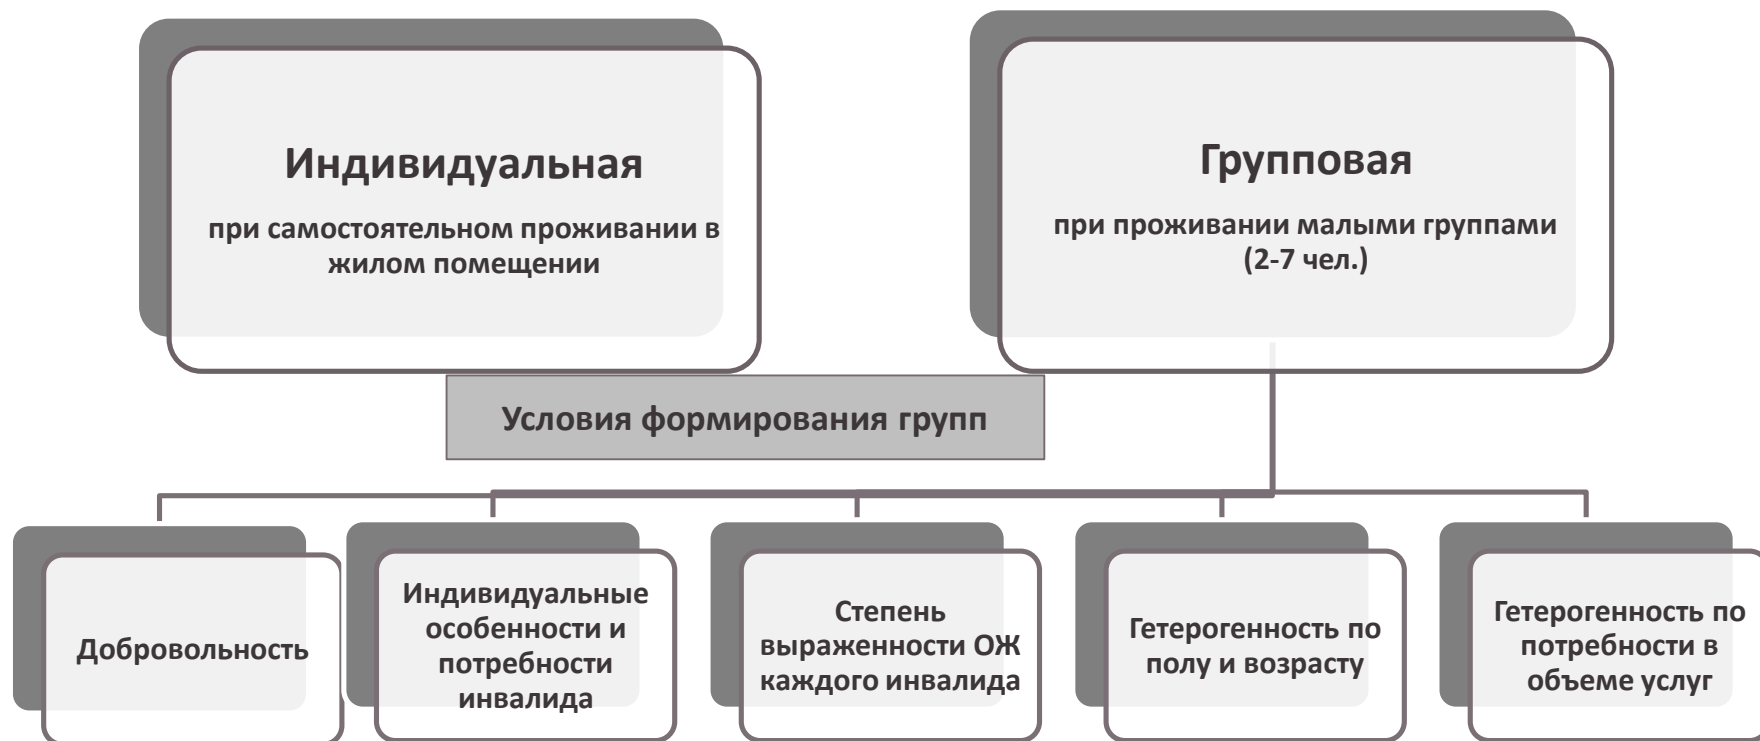 Индивидуальная
при самостоятельном проживании в
жилом помещении
Групповая
при проживании малыми группами
(2-7 чел.)
Условия формирования групп
Добровольность
Индивидуальные
особенности и
потребности
инвалида
Степень
выраженности ОЖ
каждого инвалида
Гетерогенность по
полу и возрасту
Гетерогенность по
потребности в
объеме услуг